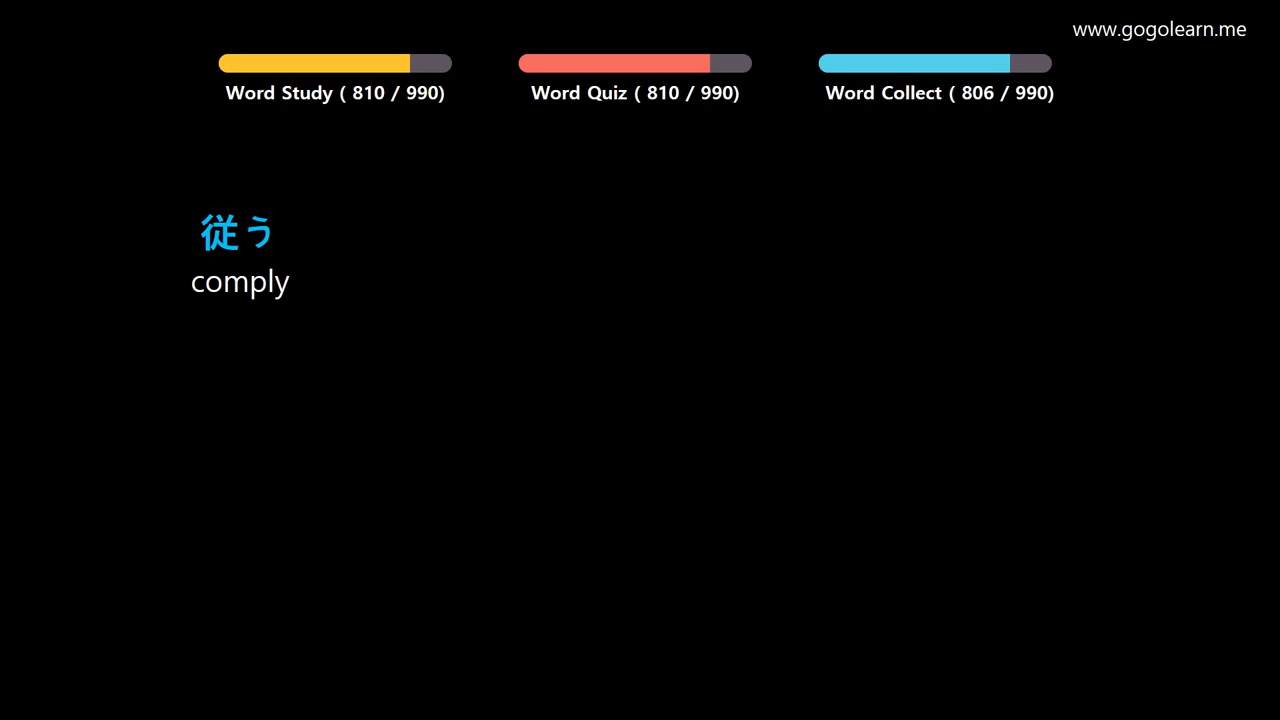 www.gogolearn.me
Word Study ( 810 / 990)
Word Quiz ( 810 / 990)
Word Collect ( 806 / 990)
従う
comply